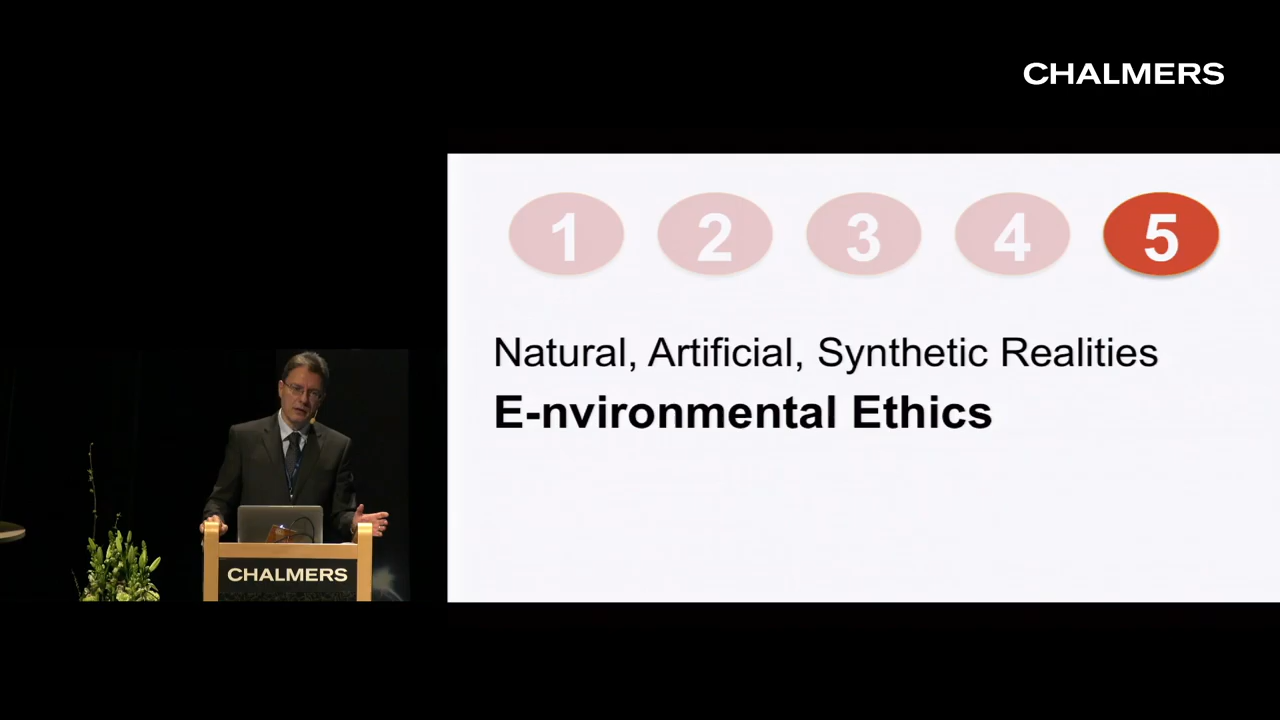 CHALMERS
1 2 3 4 5
Natural, Artificial, Synthetic Realities
E-nvironmental Ethics
CHALMERS